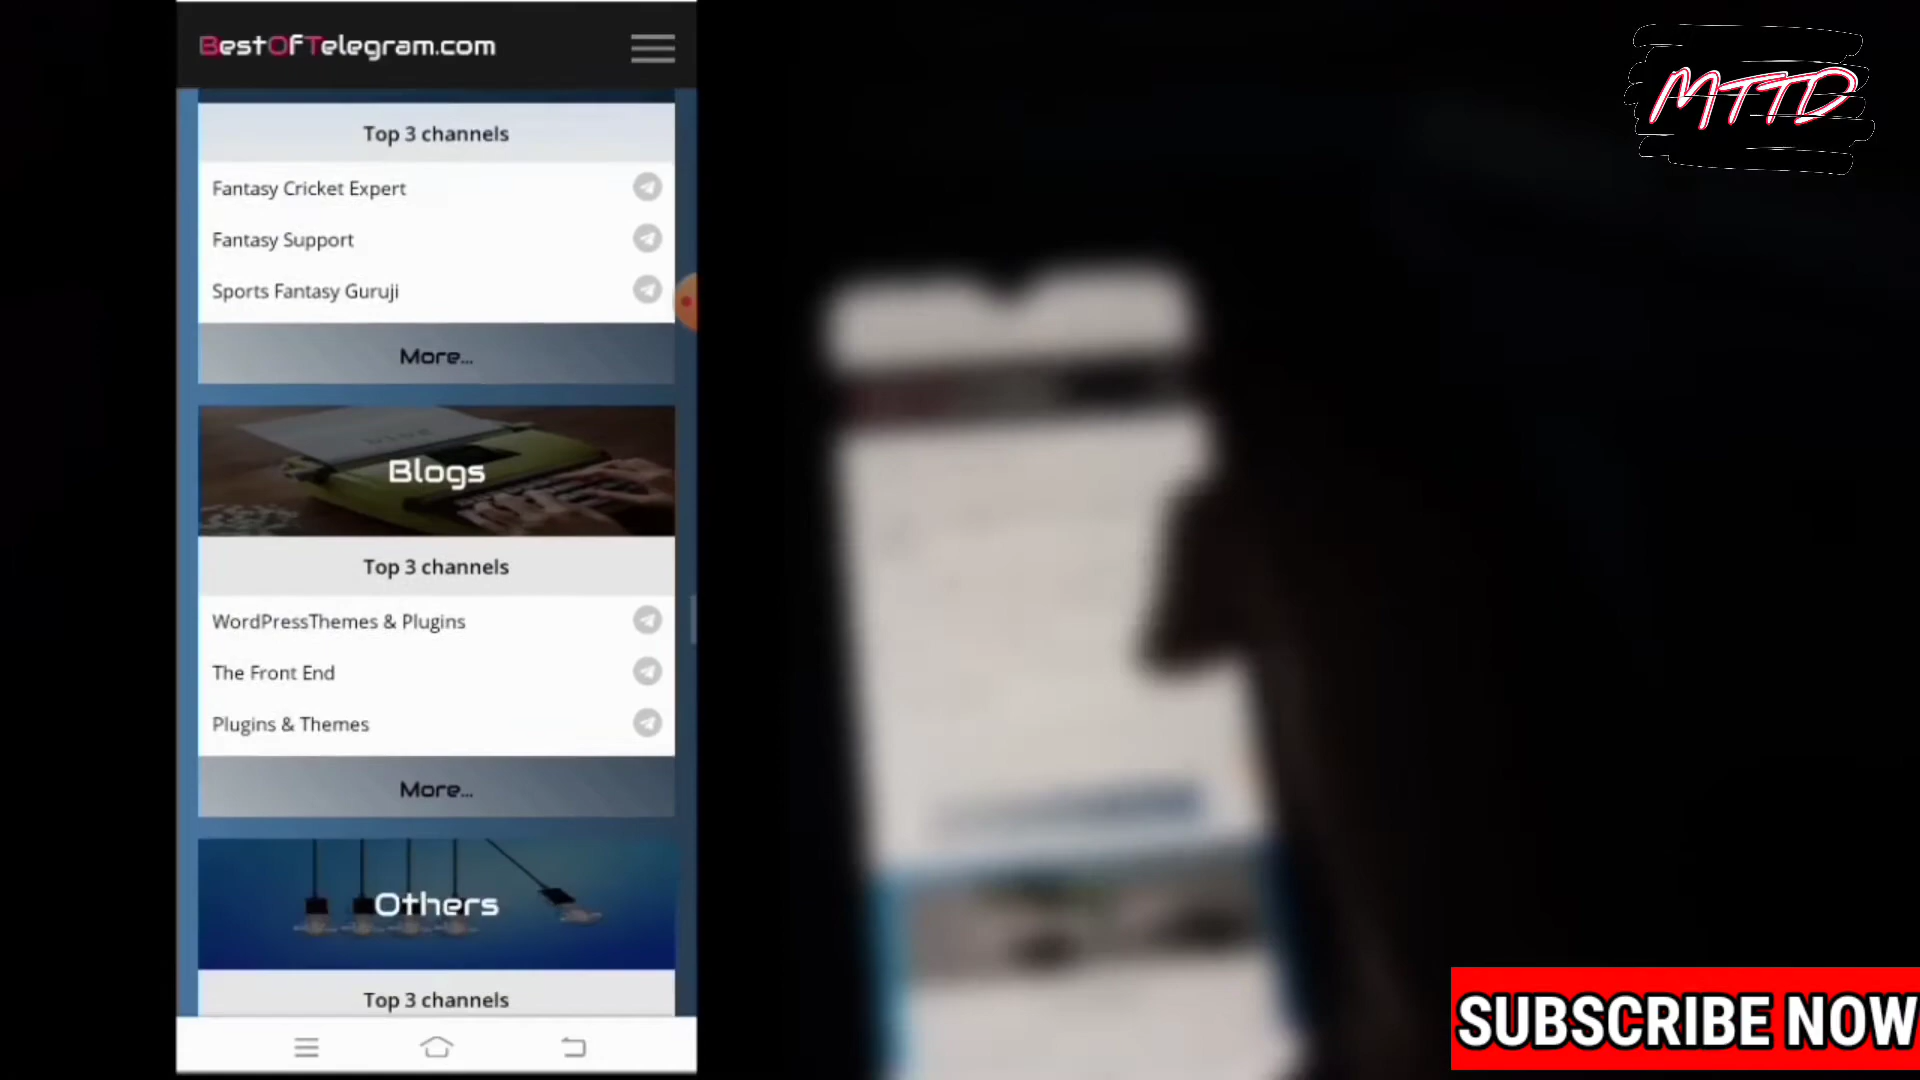 BestOfTelegram.com
MTTD
Top 3 channels
Fantasy Cricket Expert
Fantasy Support
Sports Fantasy Guruji
More...
Blogs
Top 3 channels
WordPressThemes & Plugins
The Front End
Plugins & Themes
More...
Others
Top 3 channels
SUBSCRIBE NOW